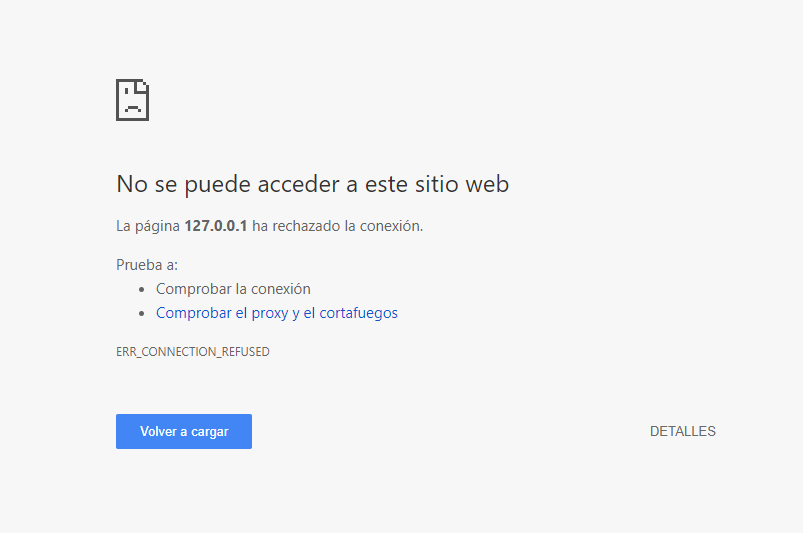 No se puede acceder a este sitio web
La página 127.0.0.1 ha rechazado la conexión.
Prueba a:
• Comprobar la conexión
• Comprobar el proxy y el cortafuegos
ERR_CONNECTION_REFUSED
Volver a cargar
DETALLES